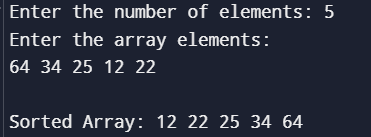 Enter the number of elements: 5
Enter the array elements:
64 34 25 12 22
Sorted Array: 12 22 25 34 64